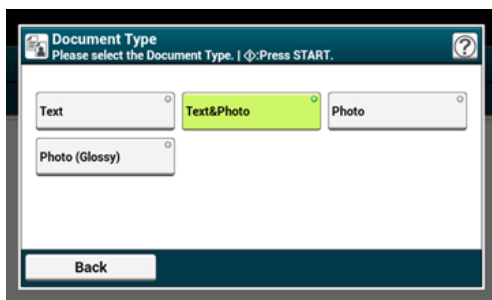 Document Type
Please select the Document Type. | :Press START.
?
Text
Text&Photo
Photo
Photo (Glossy)
Back